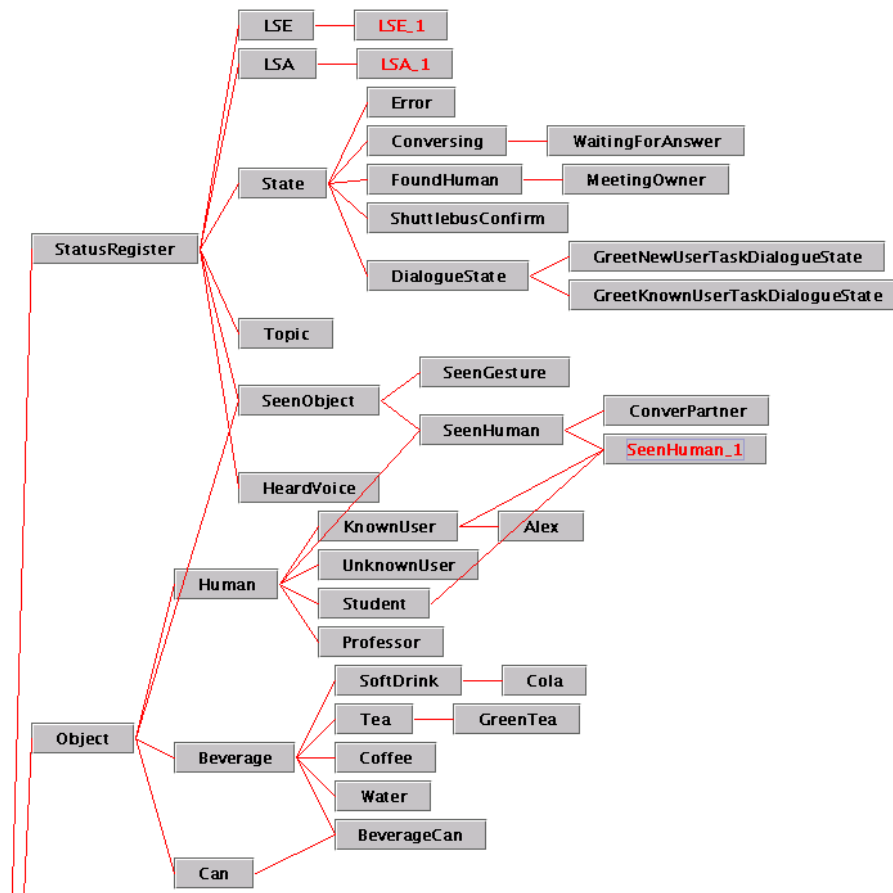 LSE
LSE_1
LSA
LSA_1
Error
Conversing
WaitingForAnswer
State
FoundHuman
MeetingOwner
ShuttlebusConfirm
StatusRegister
GreetNewUserTaskDialogueState
DialogueState
GreetKnownUserTaskDialogueState
Topic
SeenGesture
SeenObject
ConverPartner
SeenHuman
SeenHuman_1
HeardVoice
KnownUser
Alex
UnknownUser
Human
Student
Professor
SoftDrink
Cola
Tea
GreenTea
Object
Beverage
Coffee
Water
BeverageCan
Can